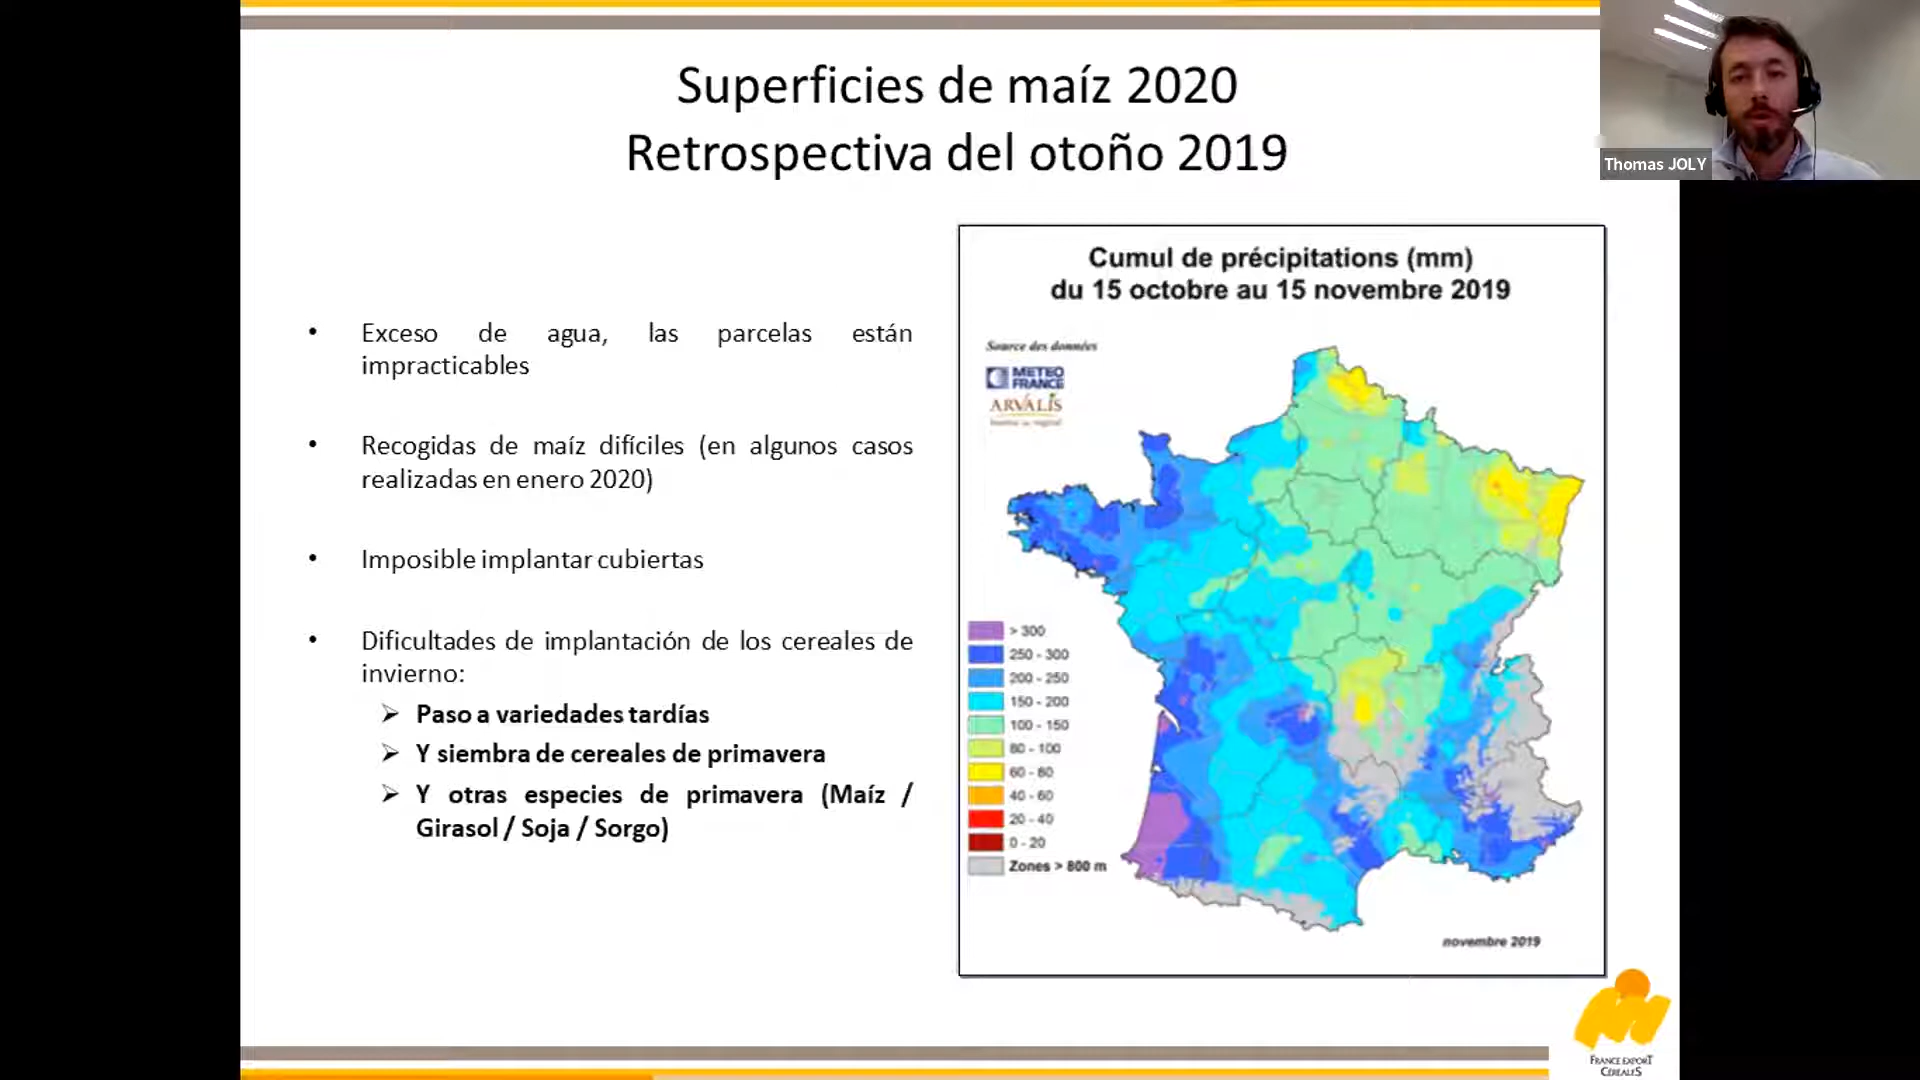 Superficies de maíz 2020
Retrospectiva del otoño 2019
Thomas JOLY
Exceso de agua, las parcelas están
impracticables
Recogidas de maíz difíciles (en algunos casos
realizadas en enero 2020)
Imposible implantar cubiertas
Dificultades de implantación de los cereales de
invierno:
Paso a variedades tardías
Y siembra de cereales de primavera
Y otras especies de primavera (Maíz /
Girasol / Soja / Sorgo)
Cumul de précipitations (mm)
du 15 octobre au 15 novembre 2019
Source des données
METEO
FRANCE
ARVALIS
> 300
250 - 300
200 - 250
150 - 200
100 - 150
80 - 100
60 - 80
40 - 60
20 - 40
0 - 20
Zones > 800 m
novembre 2019
FRANCE EXPORT
CÉRÉALES